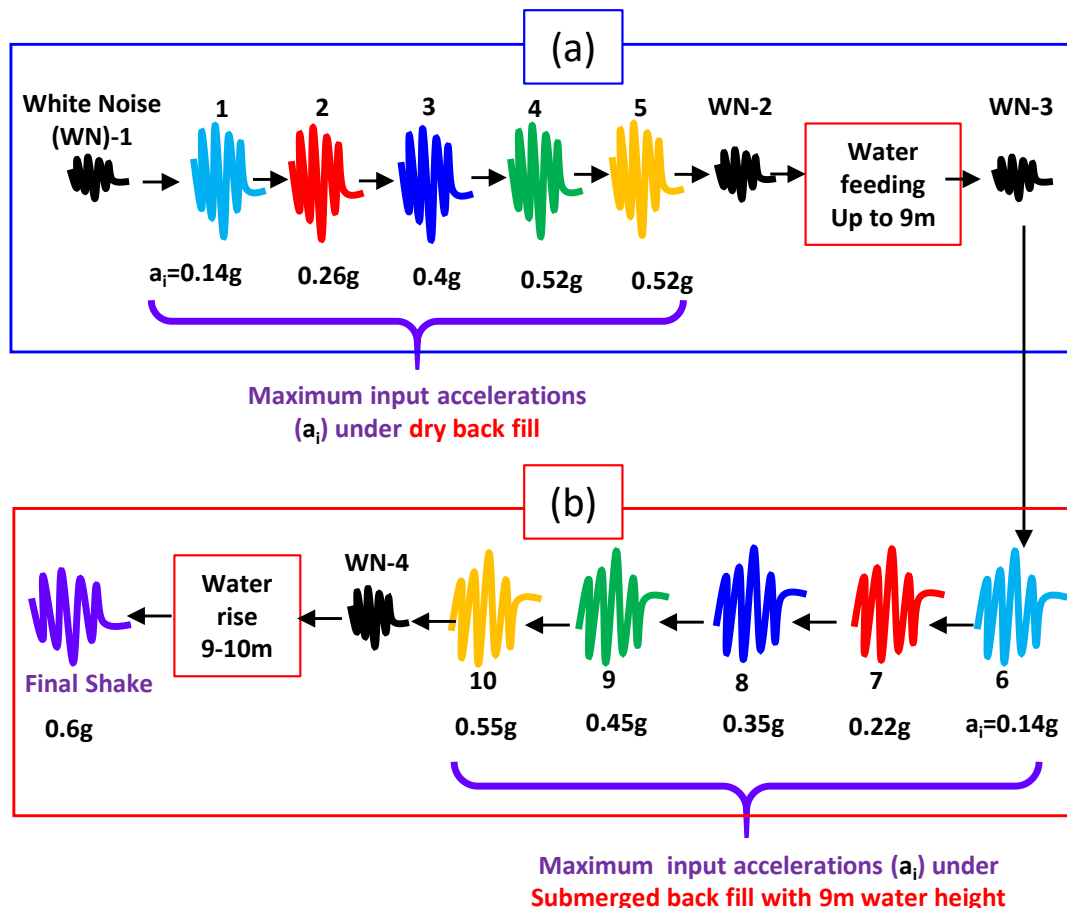 (a)
White Noise
(WN)-1
1
2
3
4
5
WN-2
WN-3
Water
feeding
Up to 9m
aᵢ=0.14g
0.26g
0.4g
0.52g
0.52g
Maximum input accelerations
(aᵢ) under dry back fill
(b)
Final Shake
0.6g
Water
rise
9-10m
WN-4
10
9
8
7
6
0.55g
0.45g
0.35g
0.22g
aᵢ=0.14g
Maximum input accelerations (aᵢ) under
Submerged back fill with 9m water height